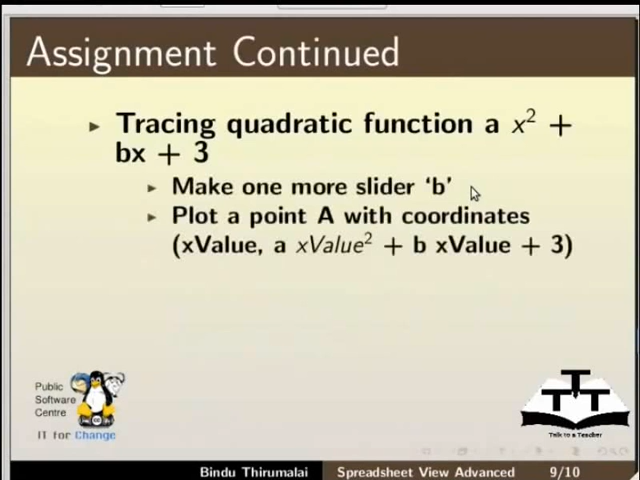 Assignment Continued
Tracing quadratic function a x² +
bx + 3
Make one more slider ‘b’
Plot a point A with coordinates
(xValue, a xValue² + b xValue + 3)
Public
Software
Centre
IT for Change
TTT
Talk to a Teacher
Bindu Thirumalai Spreadsheet View Advanced 9/10